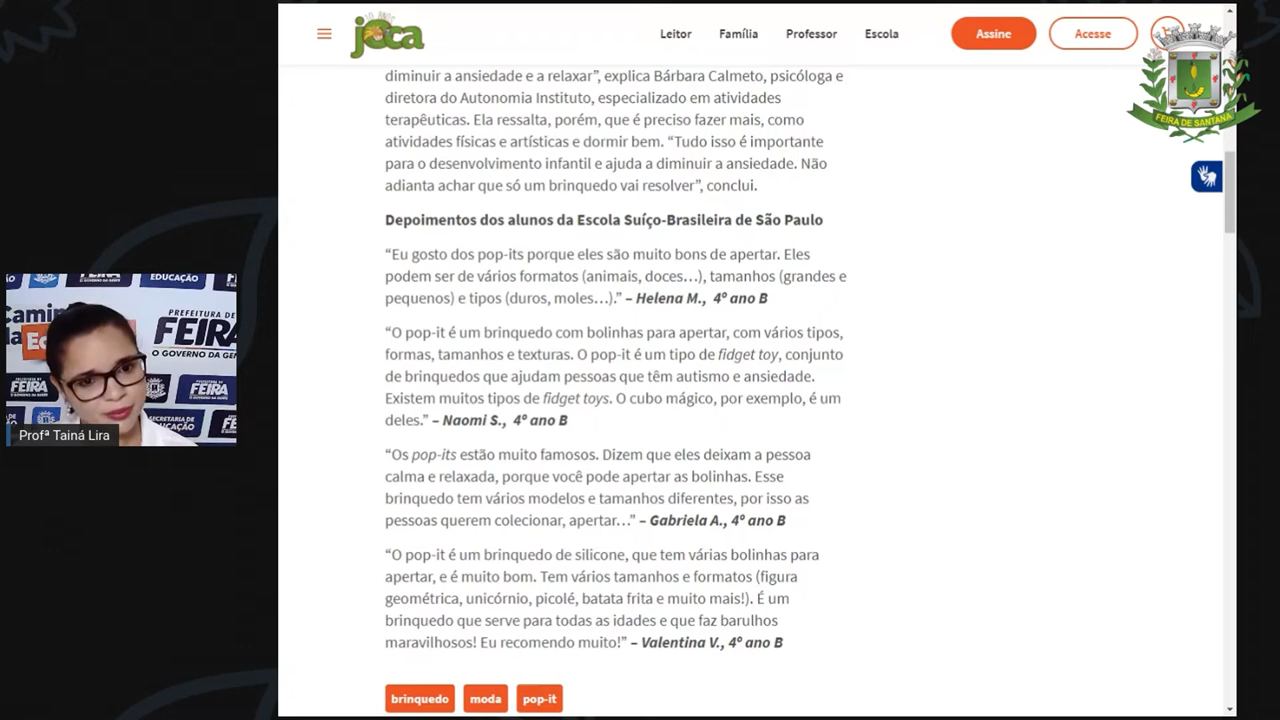 joca
Leitor
Família
Professor
Escola
Assine
Acesse
FEIRA DE SANTANA
diminuir a ansiedade e a relaxar”, explica Bárbara Calmeto, psicóloga e
diretora do Autonomia Instituto, especializado em atividades
terapêuticas. Ela ressalta, porém, que é preciso fazer mais, como
atividades físicas e artísticas e dormir bem. “Tudo isso é importante
para o desenvolvimento infantil e ajuda a diminuir a ansiedade. Não
adianta achar que só um brinquedo vai resolver”, conclui.
Depoimentos dos alunos da Escola Suíço-Brasileira de São Paulo
“Eu gosto dos pop-its porque eles são muito bons de apertar. Eles
podem ser de vários formatos (animais, doces…), tamanhos (grandes e
pequenos) e tipos (duros, moles…).” – Helena M., 4º ano B
“O pop-it é um brinquedo com bolinhas para apertar, com vários tipos,
formas, tamanhos e texturas. O pop-it é um tipo de fidget toy, conjunto
de brinquedos que ajudam pessoas que têm autismo e ansiedade.
Existem muitos tipos de fidget toys. O cubo mágico, por exemplo, é um
deles.” – Naomi S., 4º ano B
“Os pop-its estão muito famosos. Dizem que eles deixam a pessoa
calma e relaxada, porque você pode apertar as bolinhas. Esse
brinquedo tem vários modelos e tamanhos diferentes, por isso as
pessoas querem colecionar, apertar…” – Gabriela A., 4º ano B
“O pop-it é um brinquedo de silicone, que tem várias bolinhas para
apertar, e é muito bom. Tem vários tamanhos e formatos (figura
geométrica, unicórnio, picolé, batata frita e muito mais!). É um
brinquedo que serve para todas as idades e que faz barulhos
maravilhosos! Eu recomendo muito!” – Valentina V., 4º ano B
brinquedo
moda
pop-it
EDUCAÇÃO
PREFEITURA DE
FEIRA
O GOVERNO DA GEN
FEIRA
FEIRA
SECRETARIA DE
EDUCAÇÃO
FEIRA
Profª Tainá Lira